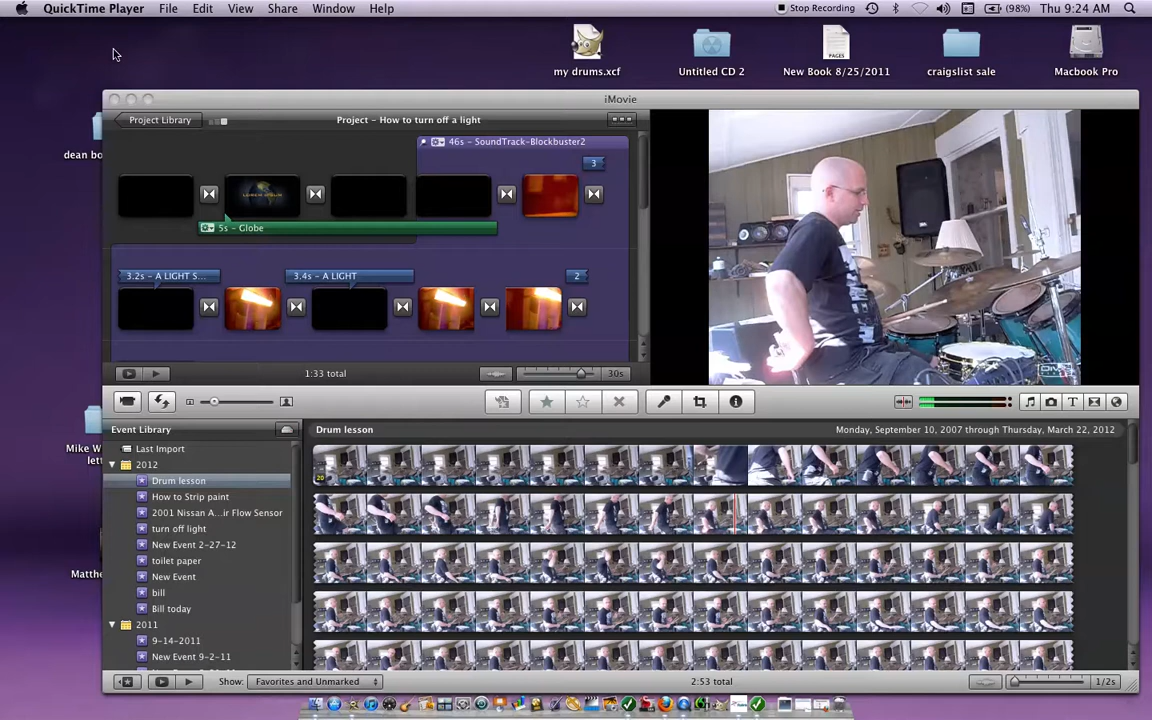 QuickTime Player File Edit View Share Window Help
Stop Recording (98%) Thu 9:24 AM
my drums.xcf
Untitled CD 2
New Book 8/25/2011
craigslist sale
Macbook Pro
dean bo
Mike W
lett
Matthe
iMovie
Project Library
Project - How to turn off a light
46s - SoundTrack-Blockbuster2
3
5s - Globe
3.2s - A LIGHT S...
3.4s - A LIGHT
2
1:33 total
30s
Event Library
Last Import
2012
Drum lesson
How to Strip paint
2001 Nissan A...ir Flow Sensor
turn off light
New Event 2-27-12
toilet paper
New Event
bill
Bill today
2011
9-14-2011
New Event 9-2-11
Drum lesson
Monday, September 10, 2007 through Thursday, March 22, 2012
20
Show: Favorites and Unmarked
2:53 total
1/2s